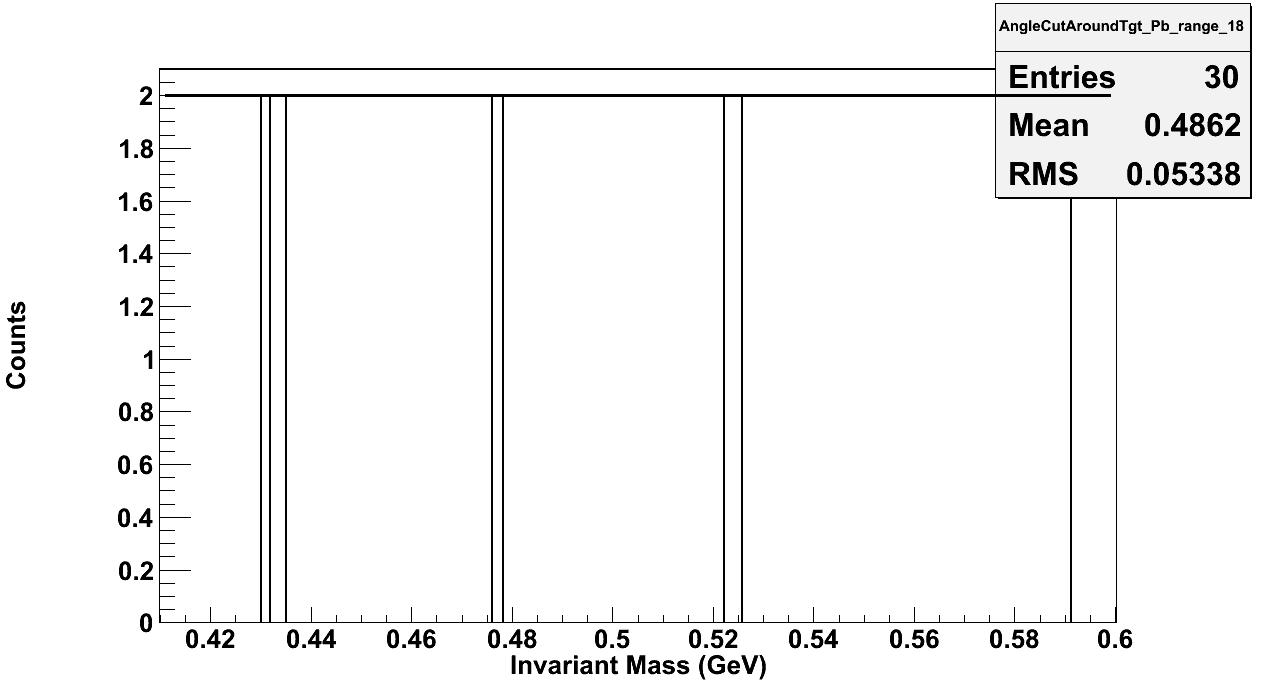 AngleCutAroundTgt_Pb_range_18
Entries 30
Mean 0.4862
RMS 0.05338
2
1.8
1.6
1.4
1.2
1
0.8
0.6
0.4
0.2
0
Counts
0.42 0.44 0.46 0.48 0.5 0.52 0.54 0.56 0.58 0.6
Invariant Mass (GeV)